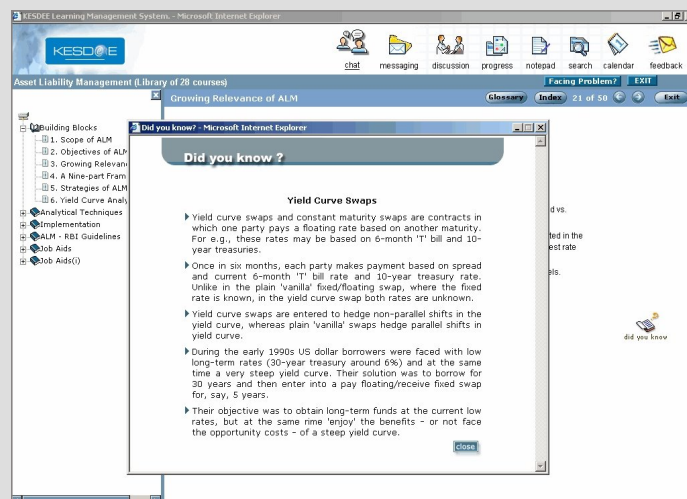 KESDEE Learning Management System. - Microsoft Internet Explorer
KESD@E
chat messaging discussion progress notepad search calendar feedback
Asset Liability Management (Library of 28 courses)
Facing Problem? EXIT
Growing Relevance of ALM
Glossary Index 21 of 50 Exit
Building Blocks
1. Scope of ALM
2. Objectives of ALM
3. Growing Relevan
4. A Nine-part Fram
5. Strategies of ALM
6. Yield Curve Analy
Analytical Techniques
Implementation
ALM - RBI Guidelines
Job Aids
Job Aids(i)
Did you know? - Microsoft Internet Explorer
Did you know ?
Yield Curve Swaps
Yield curve swaps and constant maturity swaps are contracts in
which one party pays a floating rate based on another maturity.
For e.g., these rates may be based on 6-month 'T' bill and 10-
year treasuries.
Once in six months, each party makes payment based on spread
and current 6-month 'T' bill rate and 10-year treasury rate.
Unlike in the plain 'vanilla' fixed/floating swap, where the fixed
rate is known, in the yield curve swap both rates are unknown.
Yield curve swaps are entered to hedge non-parallel shifts in the
yield curve, whereas plain 'vanilla' swaps hedge parallel shifts in
yield curve.
During the early 1990s US dollar borrowers were faced with low
long-term rates (30-year treasury around 6%) and at the same
time a very steep yield curve. Their solution was to borrow for
30 years and then enter into a pay floating/receive fixed swap
for, say, 5 years.
Their objective was to obtain long-term funds at the current low
rates, but at the same rime 'enjoy' the benefits - or not face
the opportunity costs - of a steep yield curve.
close
d vs.
ted in the
est rate
els.
did you know